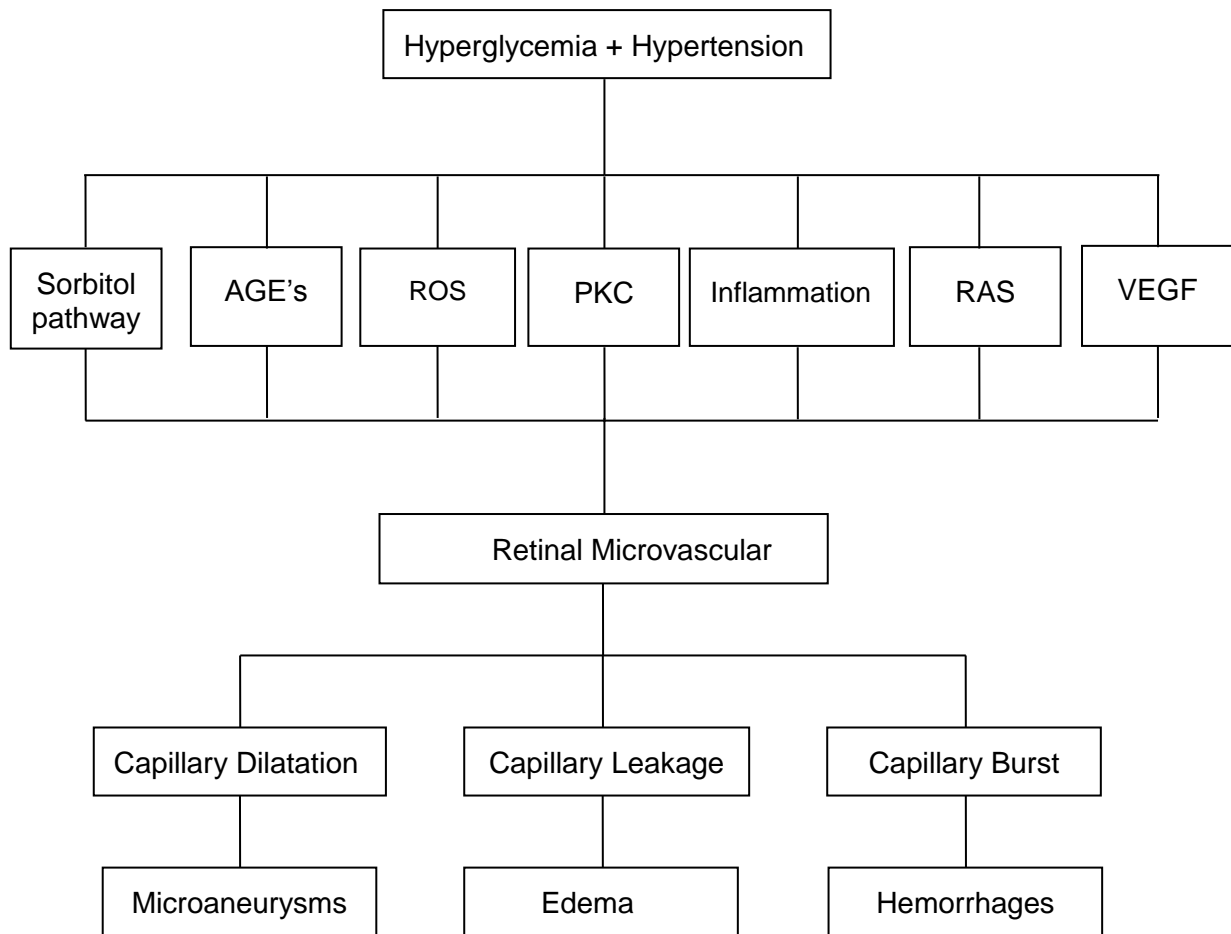 Hyperglycemia + Hypertension
Sorbitol
pathway
AGE's
ROS
PKC
Inflammation
RAS
VEGF
Retinal Microvascular
Capillary Dilatation
Capillary Leakage
Capillary Burst
Microaneurysms
Edema
Hemorrhages